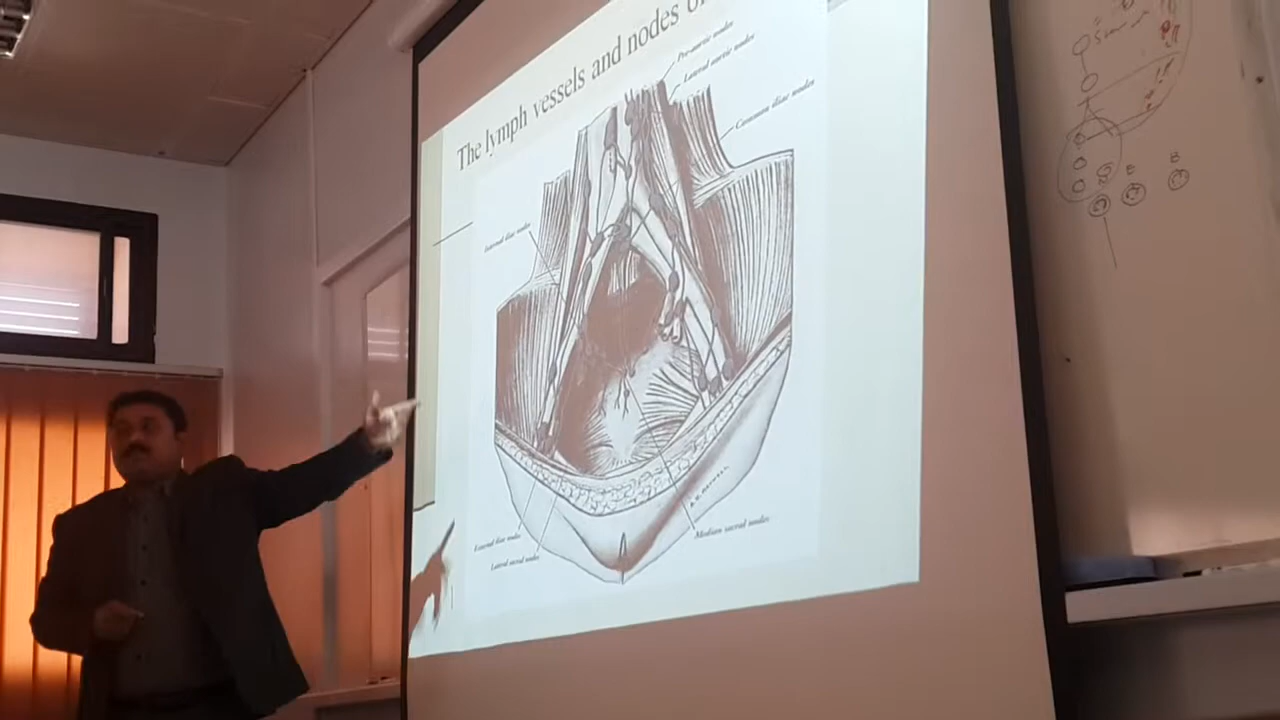 The lymph vessels and nodes of
Pre-aortic nodes
Lateral aortic nodes
Common iliac nodes
Internal iliac nodes
External iliac nodes
Lateral sacral nodes
Median sacral nodes